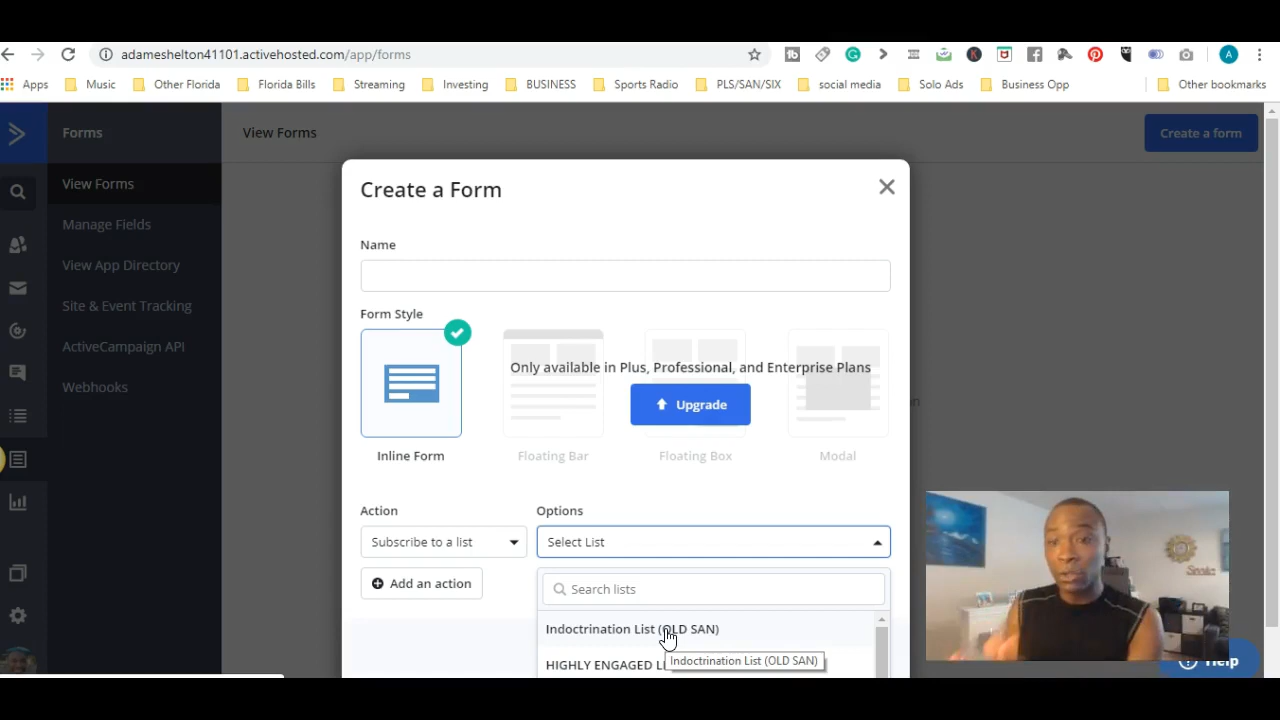 adameshelton41101.activehosted.com/app/forms
Apps Music Other Florida Florida Bills Streaming Investing BUSINESS Sports Radio PLS/SAN/SIX social media Solo Ads Business Opp Other bookmarks
Forms
View Forms
Create a form
View Forms
Manage Fields
View App Directory
Site & Event Tracking
ActiveCampaign API
Webhooks
Create a Form
Name
Form Style
Only available in Plus, Professional, and Enterprise Plans
Upgrade
Inline Form Floating Bar Floating Box Modal
Action Options
Subscribe to a list Select List
Add an action
Search lists
Indoctrination List (OLD SAN)
Indoctrination List (OLD SAN)
HIGHLY ENGAGED
Help